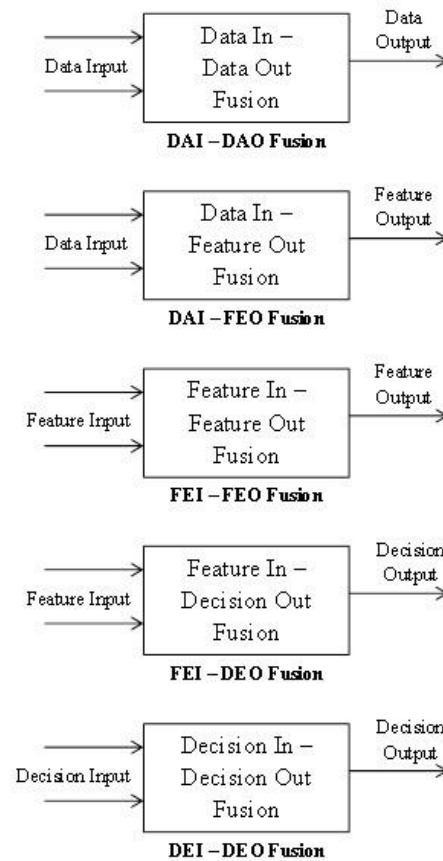 Data
Output
Data Input
Data In –
Data Out
Fusion
DAI – DAO Fusion
Feature
Output
Data Input
Data In –
Feature Out
Fusion
DAI – FEO Fusion
Feature
Output
Feature Input
Feature In –
Feature Out
Fusion
FEI – FEO Fusion
Decision
Output
Feature Input
Feature In –
Decision Out
Fusion
FEI – DEO Fusion
Decision
Output
Decision Input
Decision In –
Decision Out
Fusion
DEI – DEO Fusion